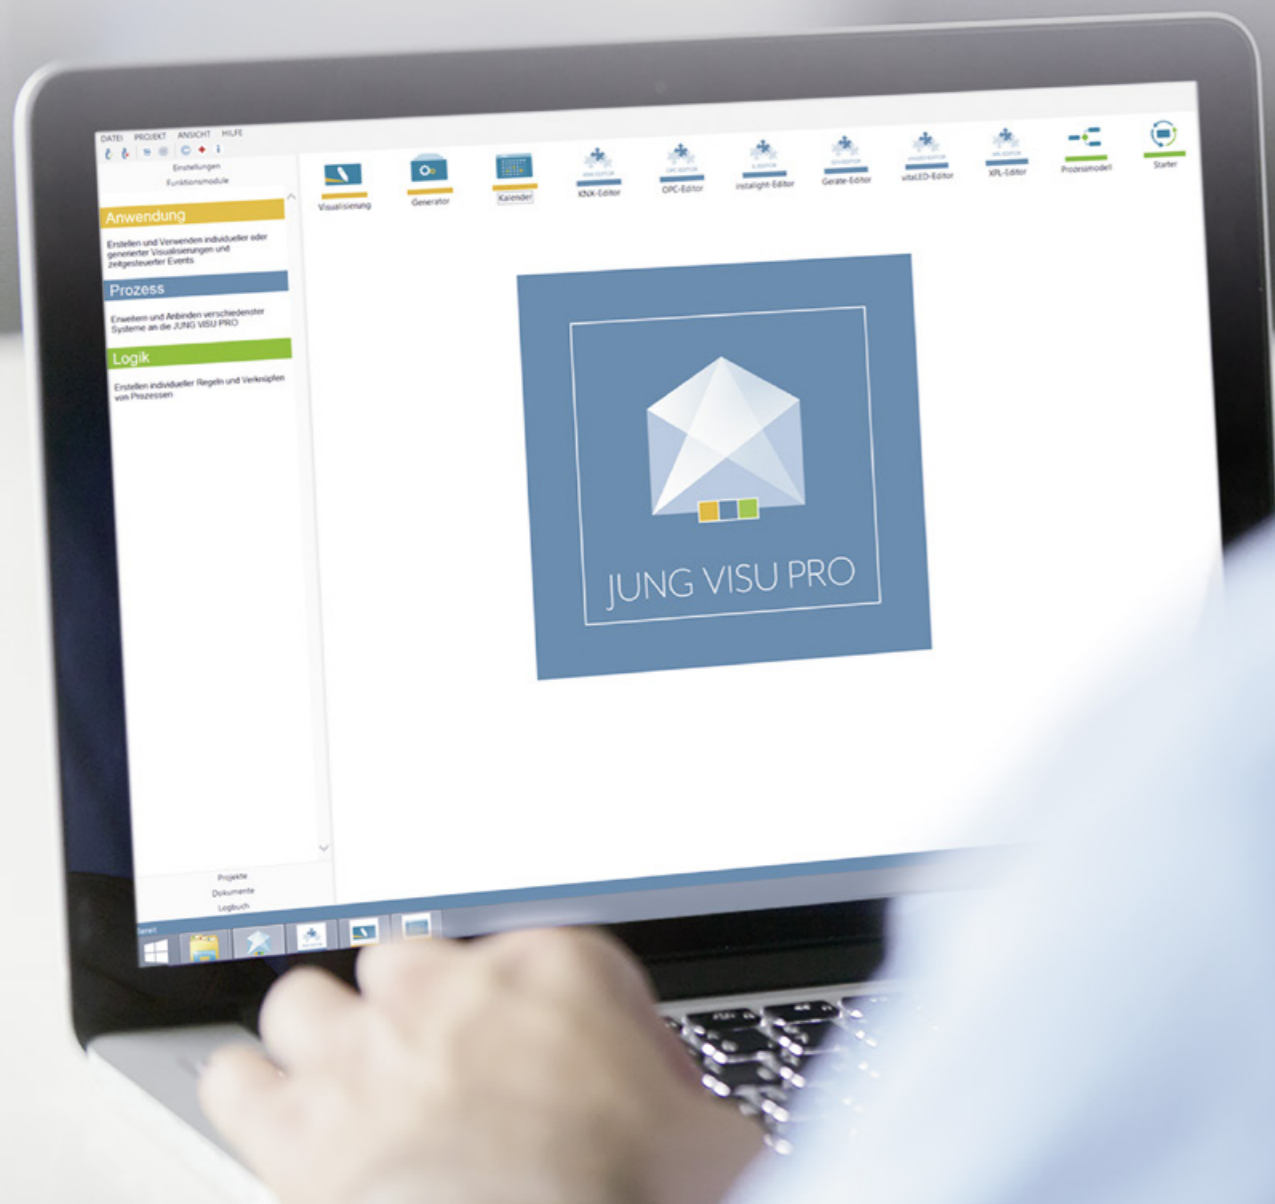 DATEI PROJEKT ANSICHT HILFE
Einstellungen
Funktionsmodule
Anwendung
Erstellen und Verwenden individueller oder
generierter Visualisierungen und
zeitgesteuerter Events
Prozess
Erweitern und Anbinden verschiedenster
Systeme an die JUNG VISU PRO
Logik
Erstellen individueller Regeln und Verknüpfen
von Prozessen
Projekte
Dokumente
Logbuch
Bereit
Visualisierung
Generator
Kalender
KNX-Editor
OPC-Editor
instalight-Editor
Geräte-Editor
vitaLED-Editor
XPL-Editor
Prozessmodell
Starter
JUNG VISU PRO